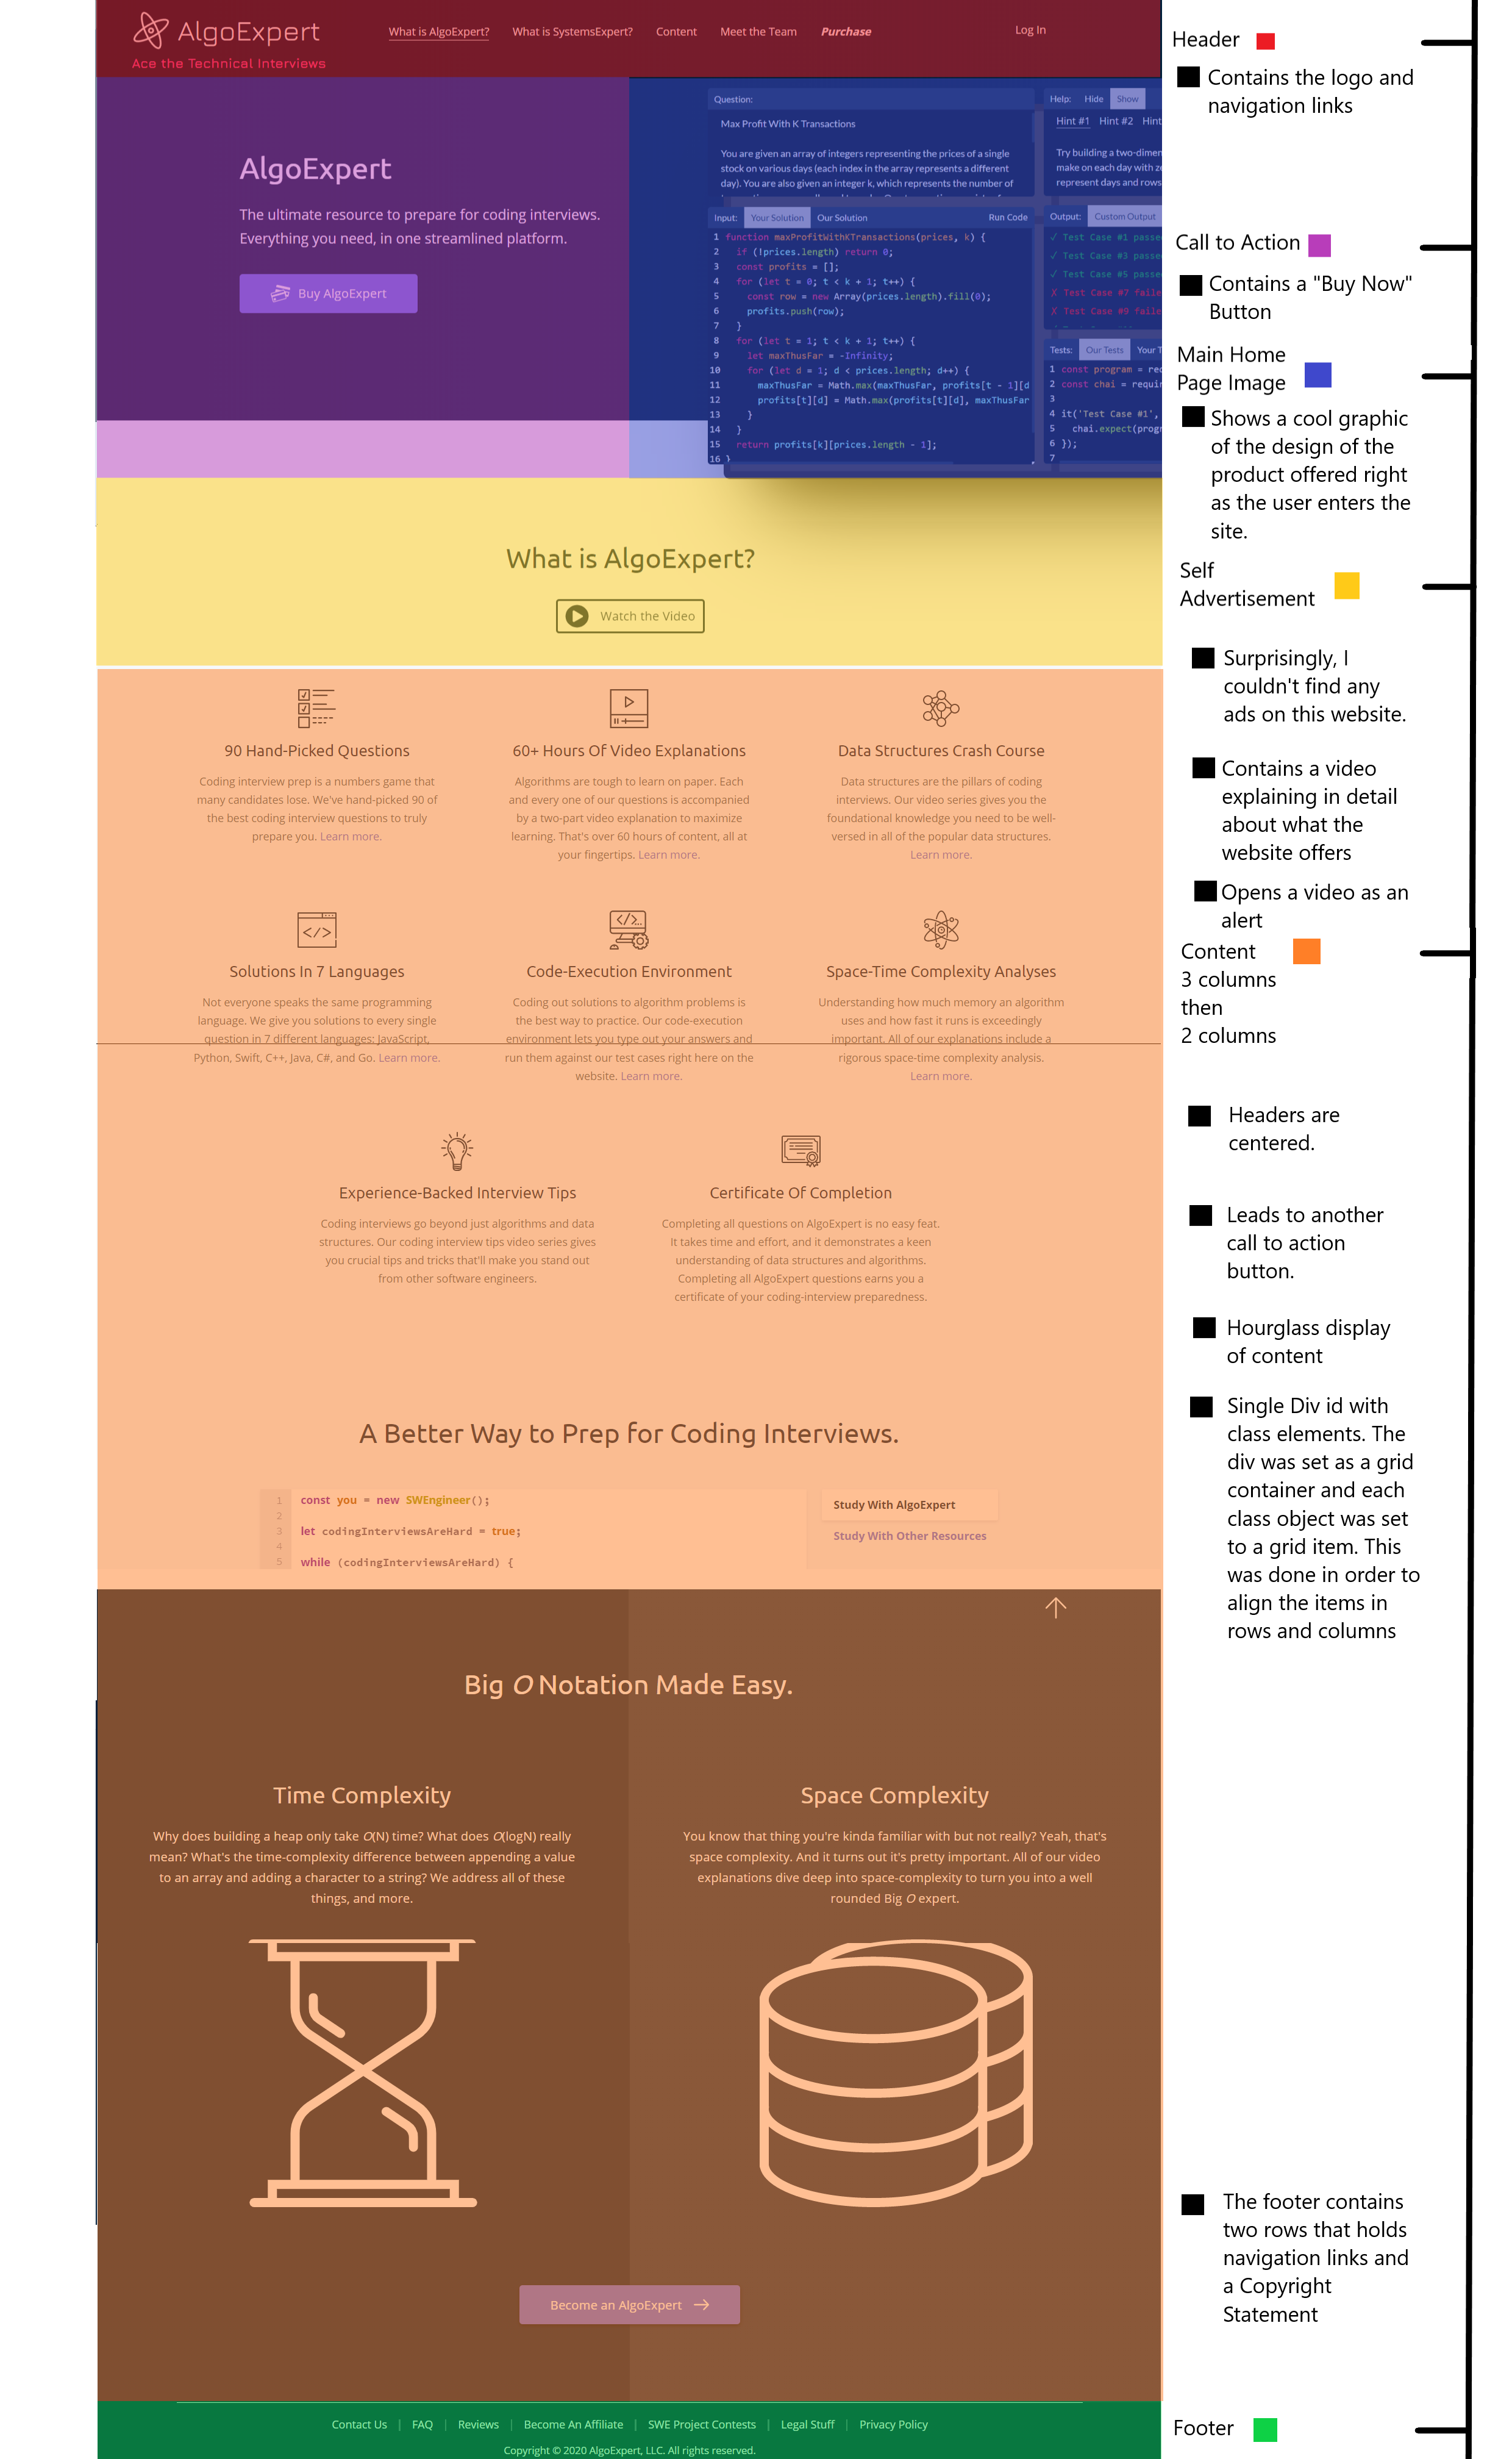 AlgoExpert
Ace the Technical Interviews
What is AlgoExpert?
What is SystemsExpert?
Content
Meet the Team
Purchase
Log In
AlgoExpert
The ultimate resource to prepare for coding interviews.
Everything you need, in one streamlined platform.
Buy AlgoExpert
Question:
Max Profit With K Transactions
You are given an array of integers representing the prices of a single
stock on various days (each index in the array represents a different
day). You are also given an integer k, which represents the number of
Help: Hide Show
Hint #1 Hint #2 Hint
Try building a two-dimen
make on each day with ze
represent days and rows
Input: Your Solution Our Solution Run Code
1 function maxProfitWithKTransactions(prices, k) {
2 if (!prices.length) return 0;
3 const profits = [];
4 for (let t = 0; t < k + 1; t++) {
5 const row = new Array(prices.length).fill(0);
6 profits.push(row);
7 }
8 for (let t = 1; t < k + 1; t++) {
9 let maxThusFar = -Infinity;
10 for (let d = 1; d < prices.length; d++) {
11 maxThusFar = Math.max(maxThusFar, profits[t - 1][d
12 profits[t][d] = Math.max(profits[t][d], maxThusFar
13 }
14 }
15 return profits[k][prices.length - 1];
16 }
Output: Custom Output
✓ Test Case #1 passe
✓ Test Case #3 passe
✓ Test Case #5 passe
✗ Test Case #7 faile
✗ Test Case #9 faile
Tests: Our Tests Your T
1 const program = req
2 const chai = requir
3
4 it('Test Case #1',
5 chai.expect(progr
6 });
7
What is AlgoExpert?
Watch the Video
90 Hand-Picked Questions
Coding interview prep is a numbers game that
many candidates lose. We've hand-picked 90 of
the best coding interview questions to truly
prepare you. Learn more.
60+ Hours Of Video Explanations
Algorithms are tough to learn on paper. Each
and every one of our questions is accompanied
by a two-part video explanation to maximize
learning. That's over 60 hours of content, all at
your fingertips. Learn more.
Data Structures Crash Course
Data structures are the pillars of coding
interviews. Our video series gives you the
foundational knowledge you need to be well-
versed in all of the popular data structures.
Learn more.
Solutions In 7 Languages
Not everyone speaks the same programming
language. We give you solutions to every single
question in 7 different languages: JavaScript,
Python, Swift, C++, Java, C#, and Go. Learn more.
Code-Execution Environment
Coding out solutions to algorithm problems is
the best way to practice. Our code-execution
environment lets you type out your answers and
run them against our test cases right here on the
website. Learn more.
Space-Time Complexity Analyses
Understanding how much memory an algorithm
uses and how fast it runs is exceedingly
important. All of our explanations include a
rigorous space-time complexity analysis.
Learn more.
Experience-Backed Interview Tips
Coding interviews go beyond just algorithms and data
structures. Our coding interview tips video series gives
you crucial tips and tricks that'll make you stand out
from other software engineers.
Certificate Of Completion
Completing all questions on AlgoExpert is no easy feat.
It takes time and effort, and it demonstrates a keen
understanding of data structures and algorithms.
Completing all AlgoExpert questions earns you a
certificate of your coding-interview preparedness.
A Better Way to Prep for Coding Interviews.
1 const you = new SWEngineer();
2
3 let codingInterviewsAreHard = true;
4
5 while (codingInterviewsAreHard) {
Study With AlgoExpert
Study With Other Resources
Big O Notation Made Easy.
Time Complexity
Why does building a heap only take O(N) time? What does O(logN) really
mean? What's the time-complexity difference between appending a value
to an array and adding a character to a string? We address all of these
things, and more.
Space Complexity
You know that thing you're kinda familiar with but not really? Yeah, that's
space complexity. And it turns out it's pretty important. All of our video
explanations dive deep into space-complexity to turn you into a well
rounded Big O expert.
Become an AlgoExpert
Contact Us | FAQ | Reviews | Become An Affiliate | SWE Project Contests | Legal Stuff | Privacy Policy
Copyright © 2020 AlgoExpert, LLC. All rights reserved.
Header
Contains the logo and
navigation links
Call to Action
Contains a "Buy Now"
Button
Main Home
Page Image
Shows a cool graphic
of the design of the
product offered right
as the user enters the
site.
Self
Advertisement
Surprisingly, I
couldn't find any
ads on this website.
Contains a video
explaining in detail
about what the
website offers
Opens a video as an
alert
Content
3 columns
then
2 columns
Headers are
centered.
Leads to another
call to action
button.
Hourglass display
of content
Single Div id with
class elements. The
div was set as a grid
container and each
class object was set
to a grid item. This
was done in order to
align the items in
rows and columns
The footer contains
two rows that holds
navigation links and
a Copyright
Statement
Footer